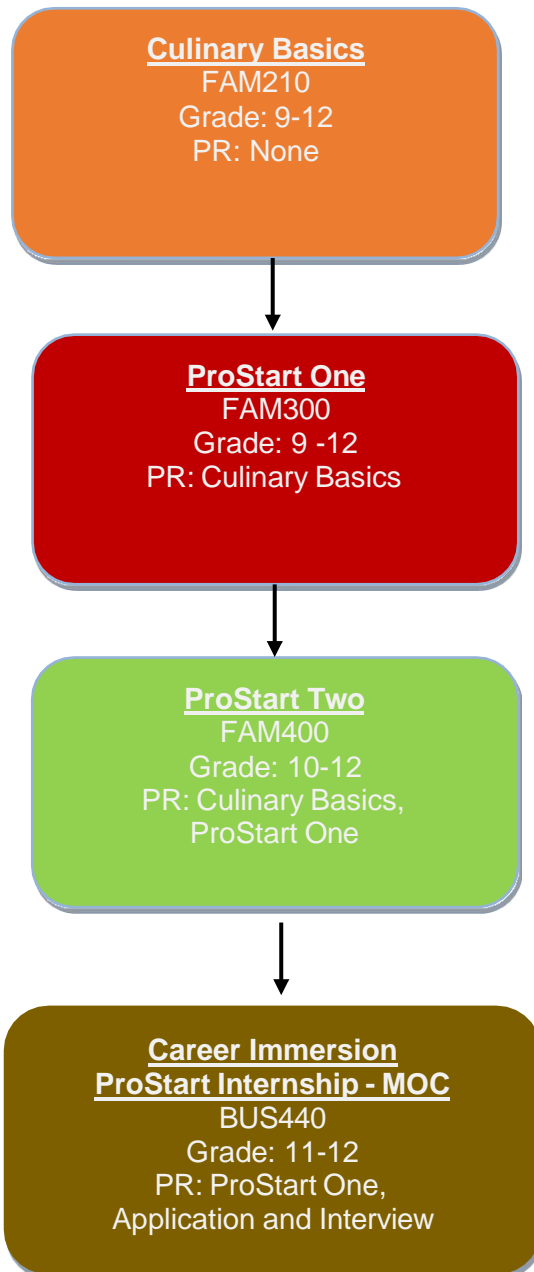 Culinary Basics
FAM210
Grade: 9-12
PR: None
ProStart One
FAM300
Grade: 9 -12
PR: Culinary Basics
ProStart Two
FAM400
Grade: 10-12
PR: Culinary Basics,
ProStart One
Career Immersion
ProStart Internship - MOC
BUS440
Grade: 11-12
PR: ProStart One,
Application and Interview